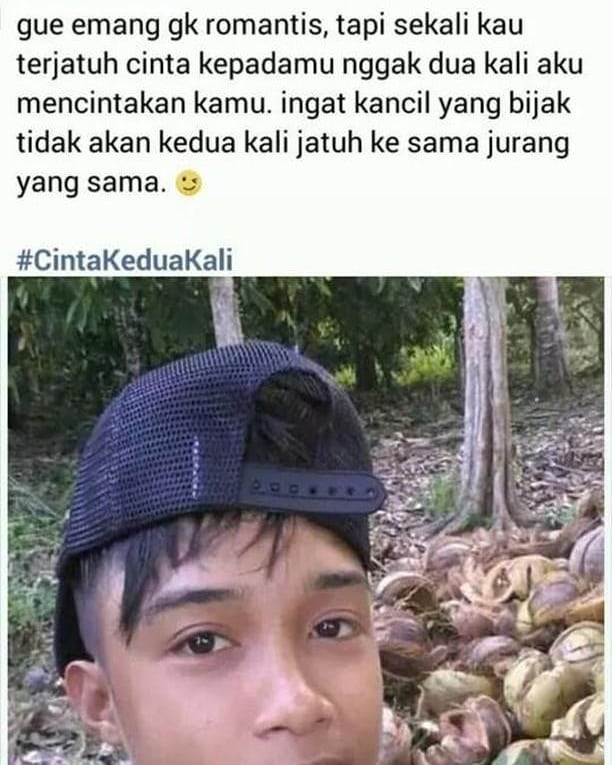 gue emang gk romantis, tapi sekali kau
terjatuh cinta kepadamu nggak dua kali aku
mencintakan kamu. ingat kancil yang bijak
tidak akan kedua kali jatuh ke sama jurang
yang sama. 😉
#CintaKeduaKali